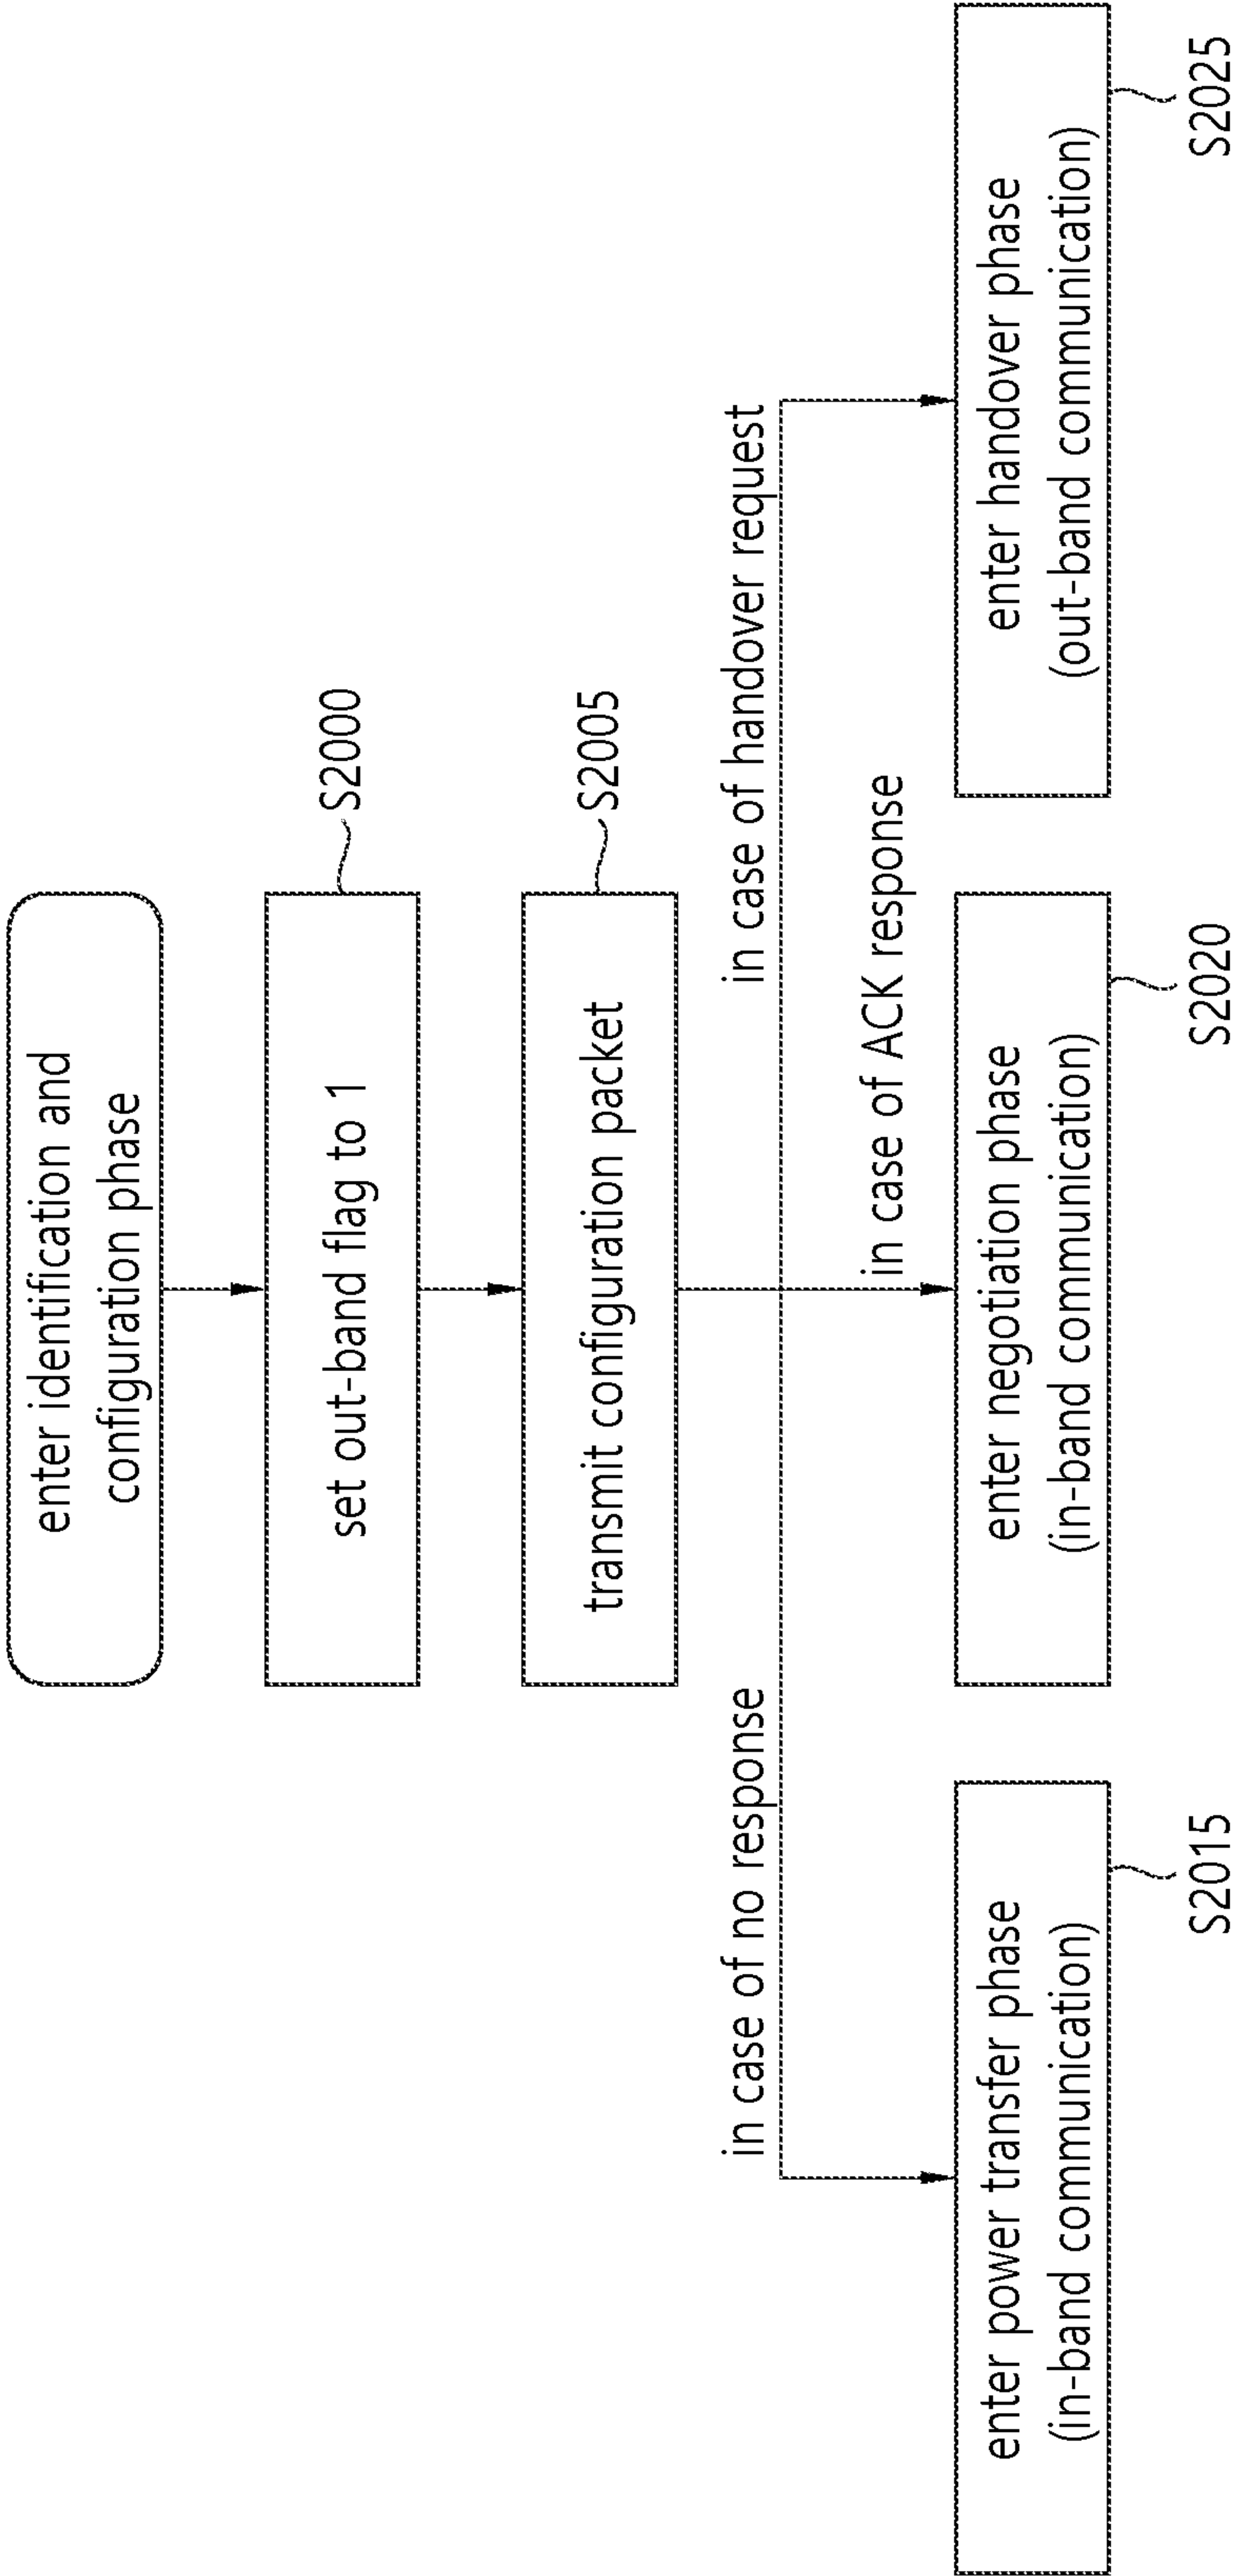 enter identification and
configuration phase
set out-band flag to 1
S2000
transmit configuration packet
S2005
in case of no response
in case of handover request
in case of ACK response
enter power transfer phase
(in-band communication)
S2015
enter negotiation phase
(in-band communication)
S2020
enter handover phase
(out-band communication)
S2025